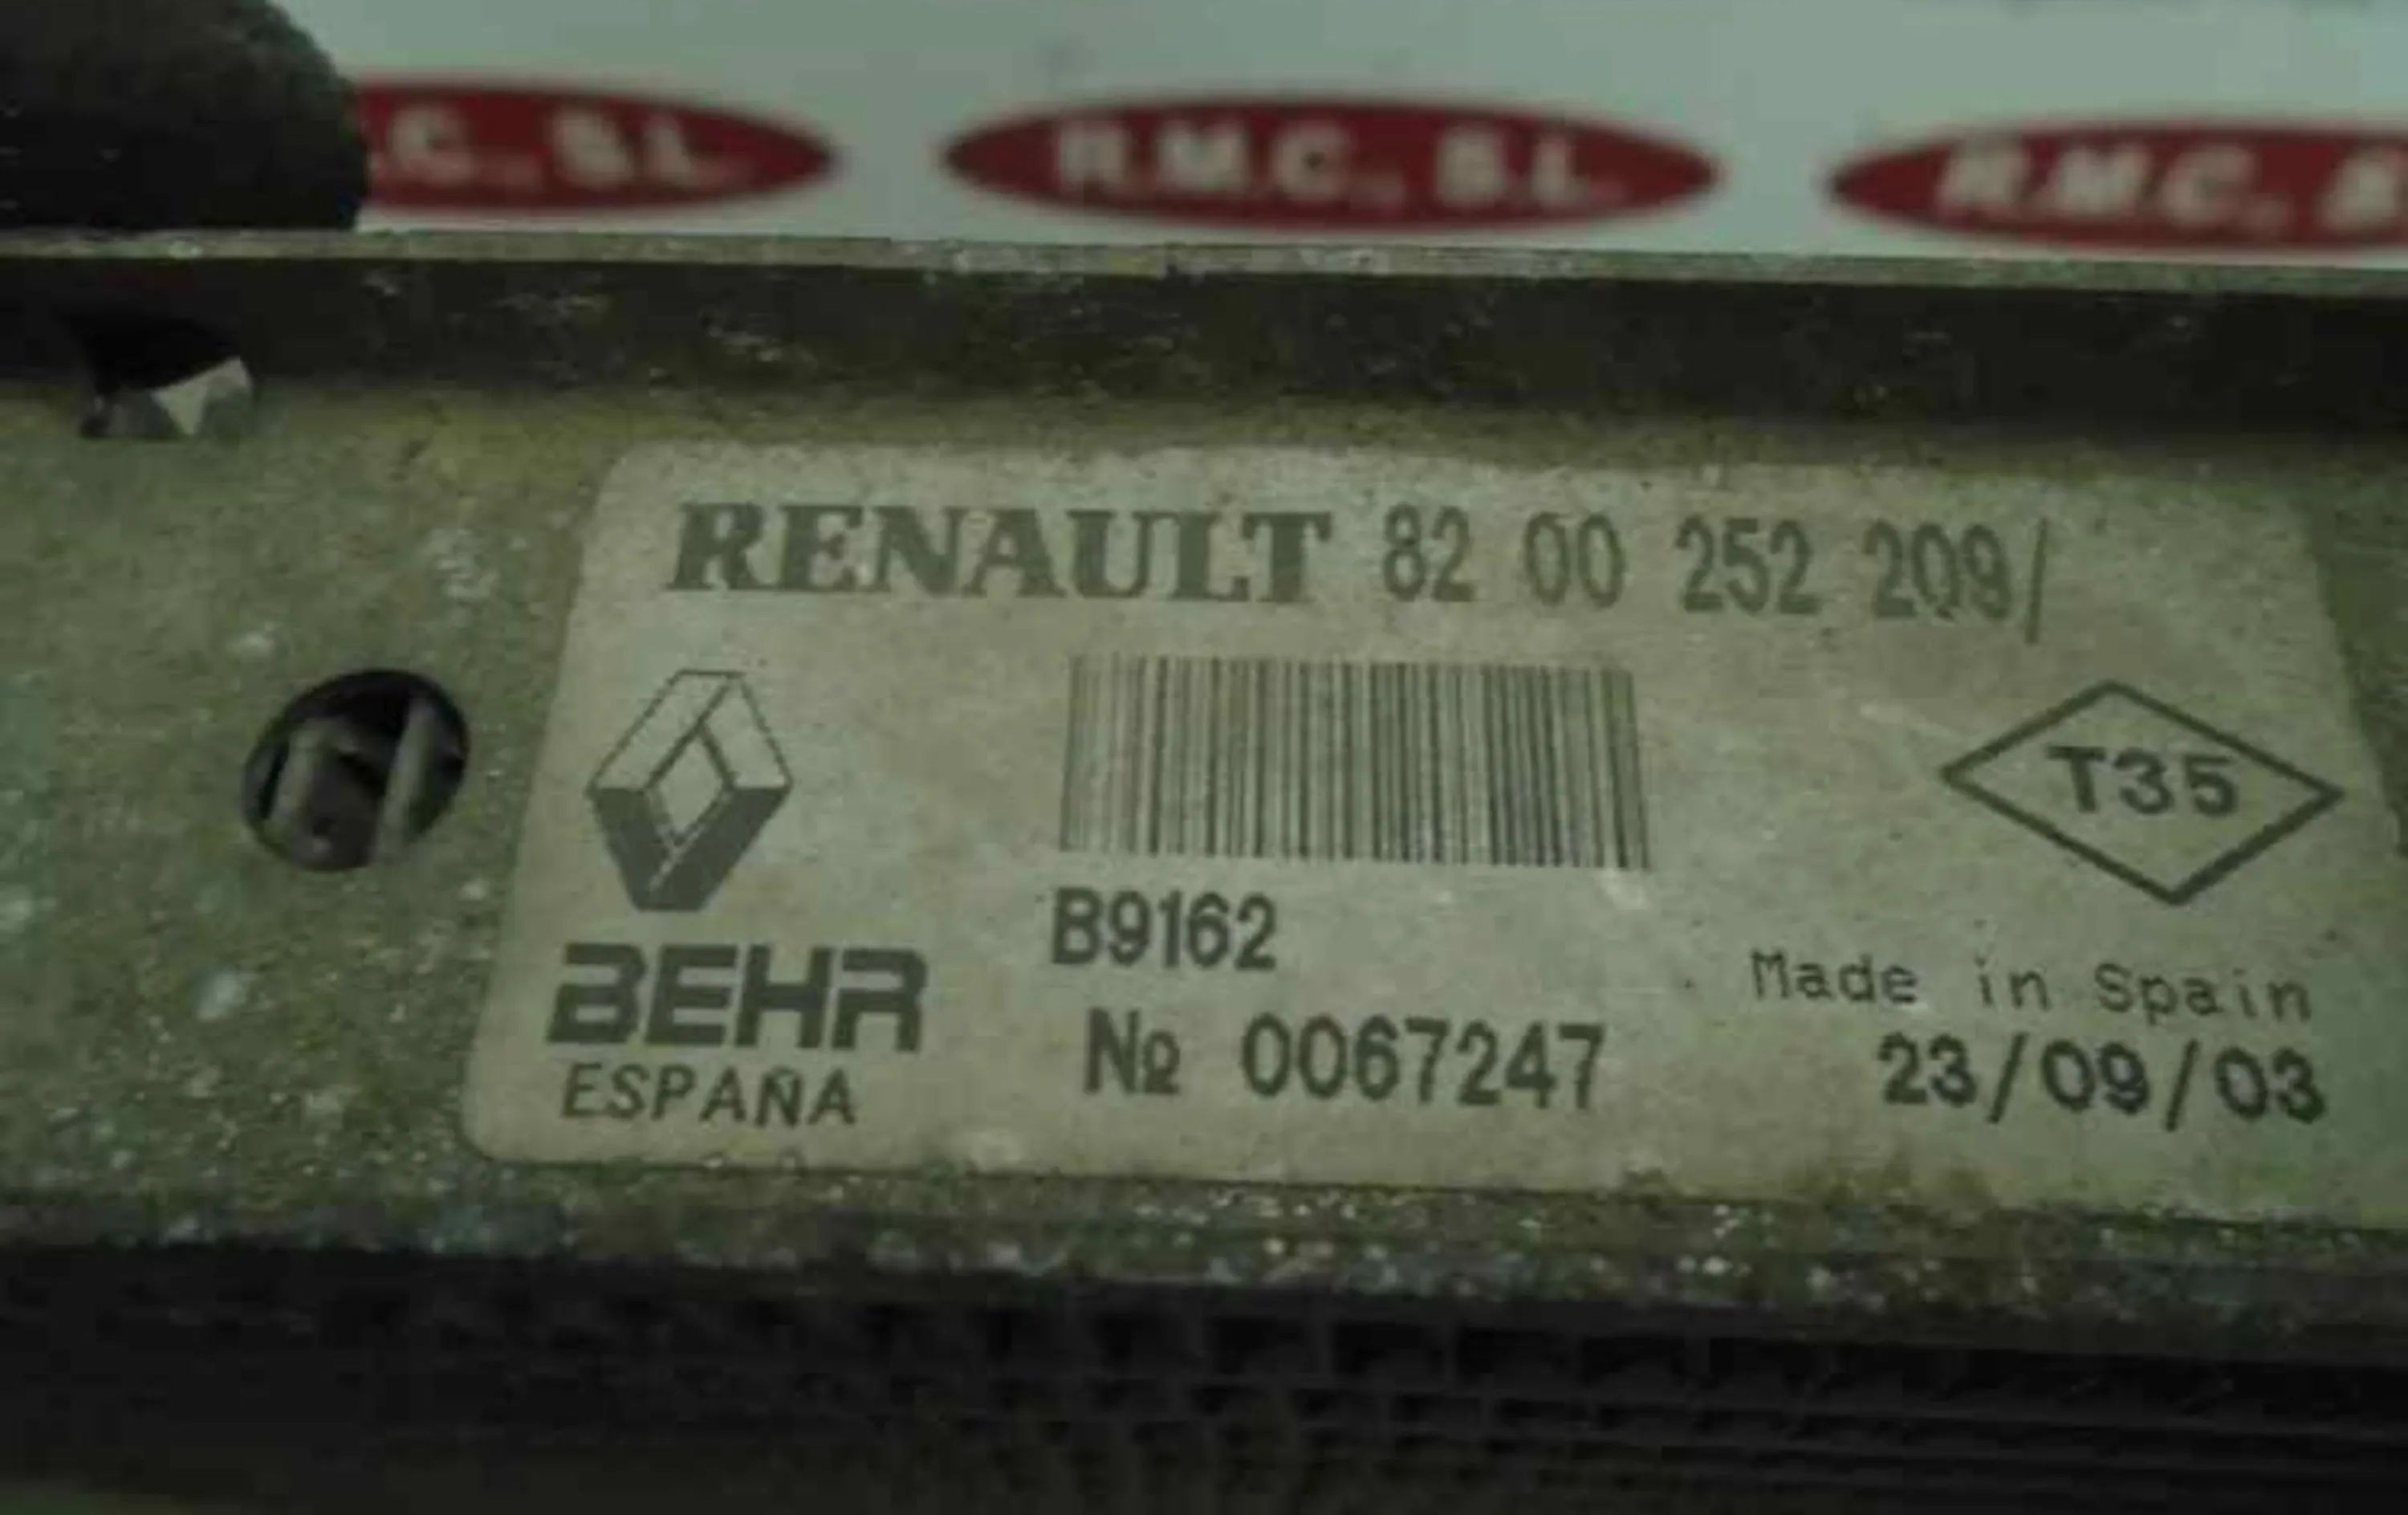 .C., S.L.
R.M.C., S.L.
R.M.C., S
RENAULT 82 00 252 209/
T35
B9162
BEHR
ESPAÑA
№ 0067247
Made in Spain
23/09/03